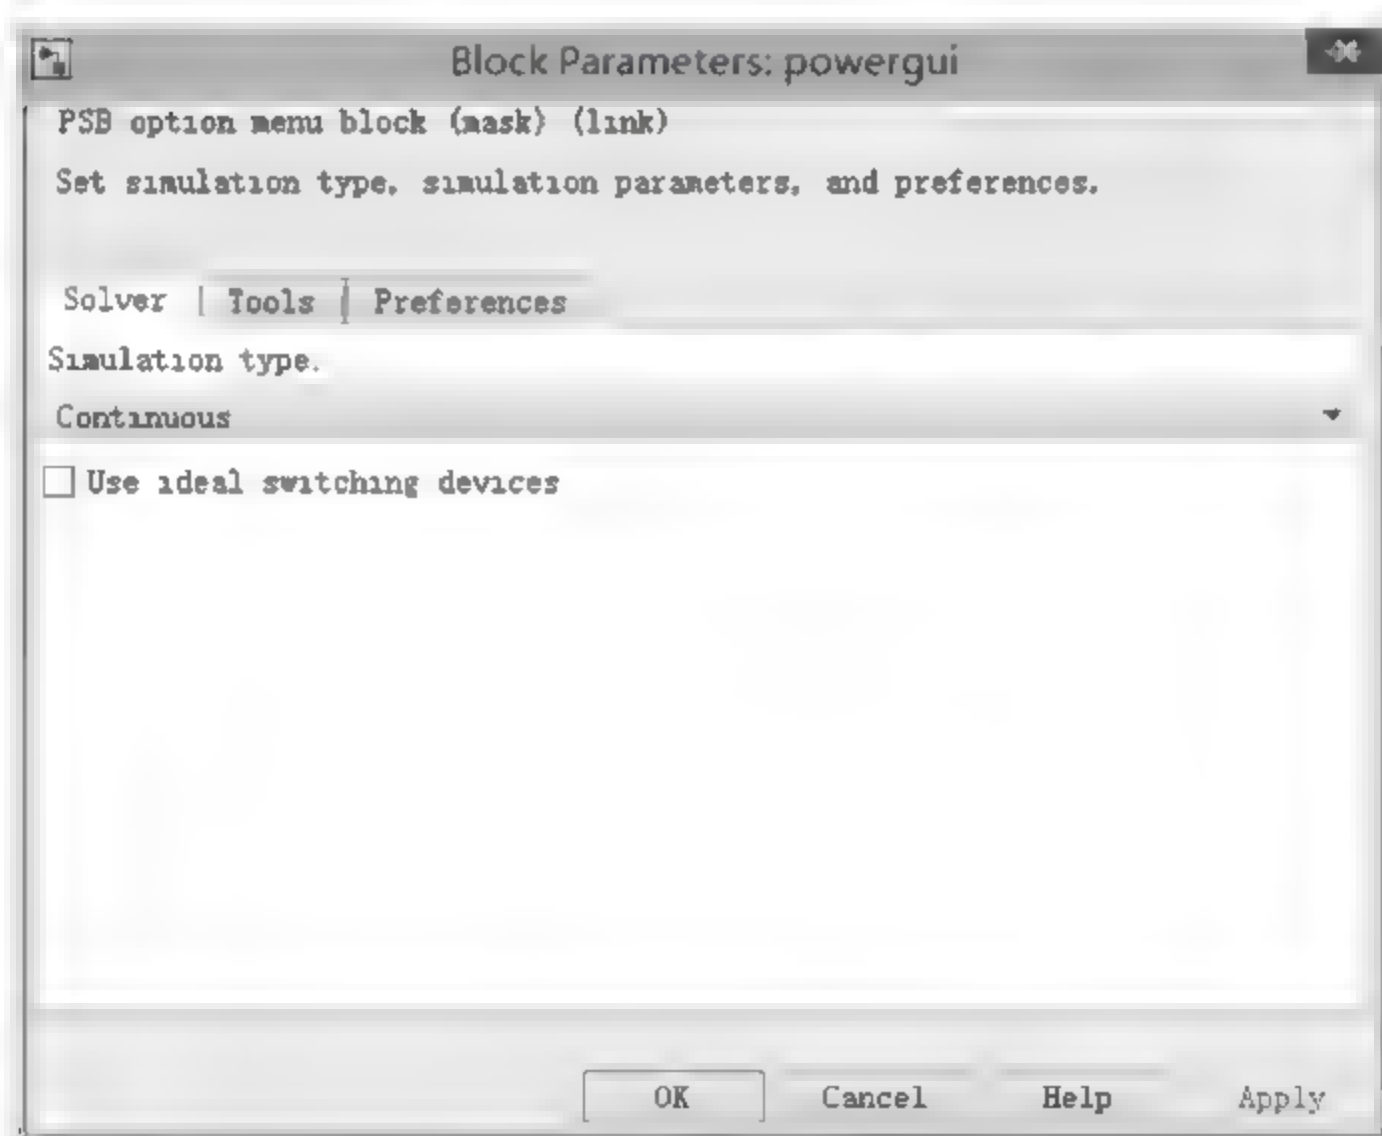 Block Parameters: powergui
PSB option menu block (mask) (link)
Set simulation type, simulation parameters, and preferences.
Solver Tools Preferences
Simulation type:
Continuous
Use ideal switching devices
OK Cancel Help Apply